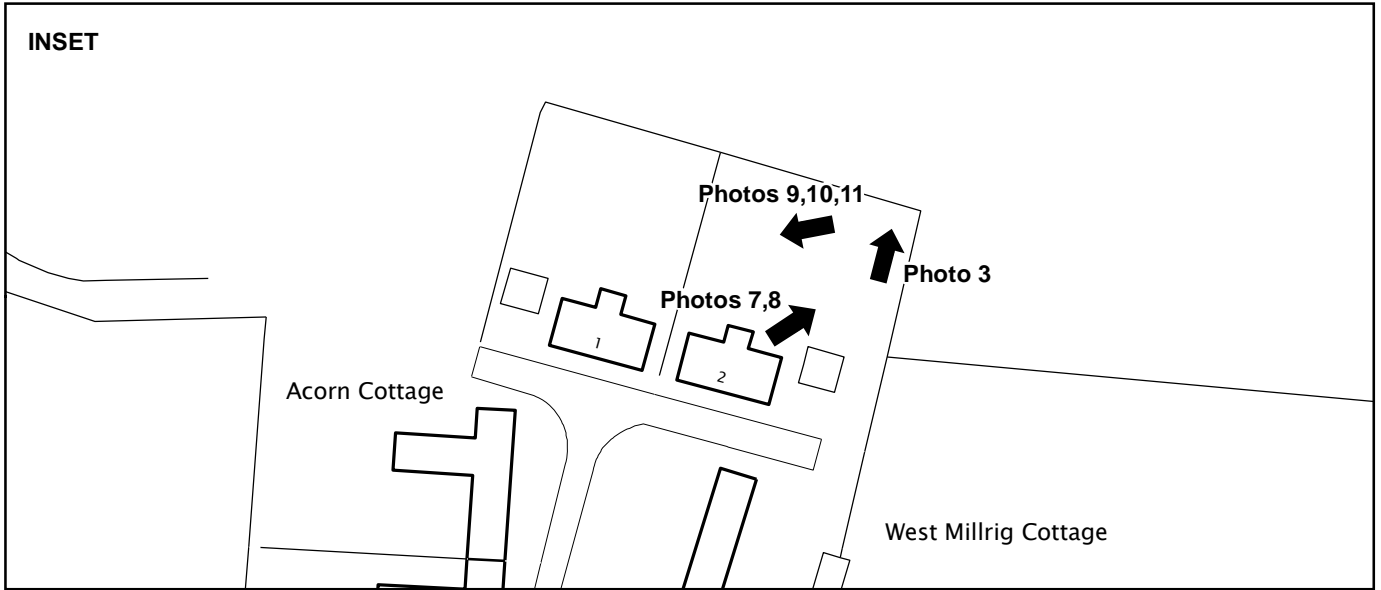 INSET
Photos 9,10,11
Photo 3
Photos 7,8
1
2
Acorn Cottage
West Millrig Cottage